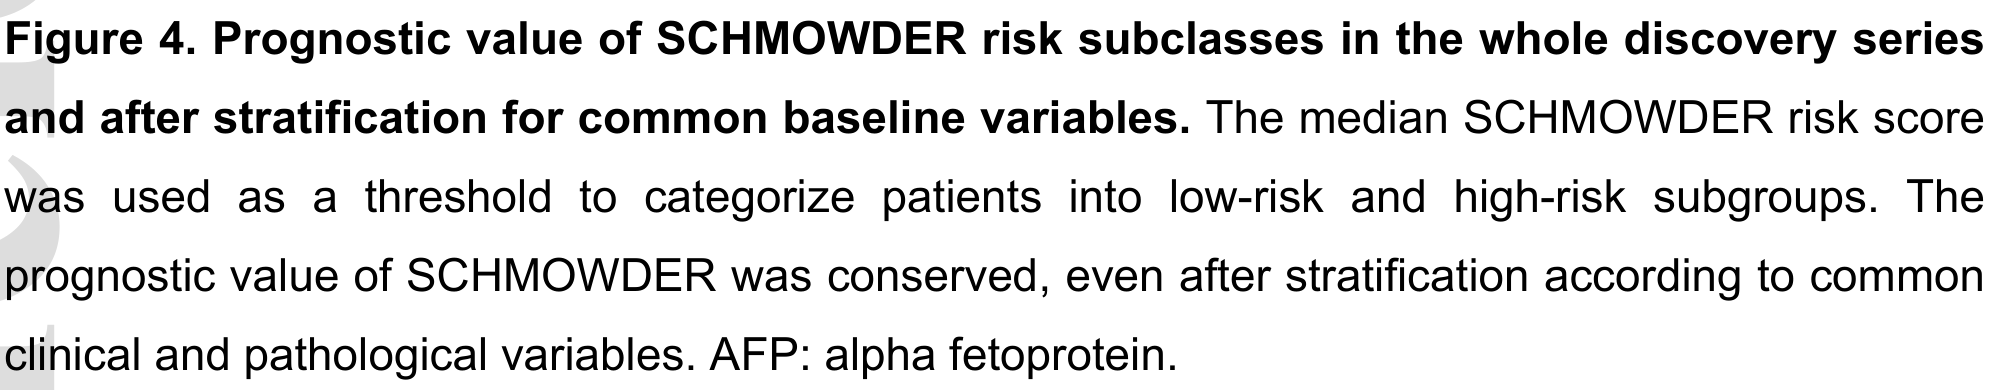 Figure 4. Prognostic value of SCHMOWDER risk subclasses in the whole discovery series
and after stratification for common baseline variables. The median SCHMOWDER risk score
was used as a threshold to categorize patients into low-risk and high-risk subgroups. The
prognostic value of SCHMOWDER was conserved, even after stratification according to common
clinical and pathological variables. AFP: alpha fetoprotein.